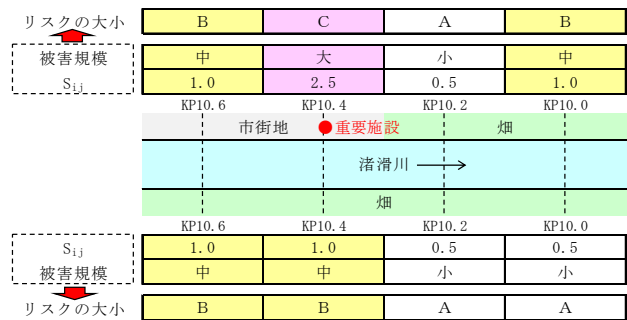 リスクの大小 B C A B
被害規模 中 大 小 中
Sij 1.0 2.5 0.5 1.0
KP10.6 KP10.4 KP10.2 KP10.0
市街地 重要施設 畑
渚滑川
畑
KP10.6 KP10.4 KP10.2 KP10.0
Sij 1.0 1.0 0.5 0.5
被害規模 中 中 小 小
リスクの大小 B B A A